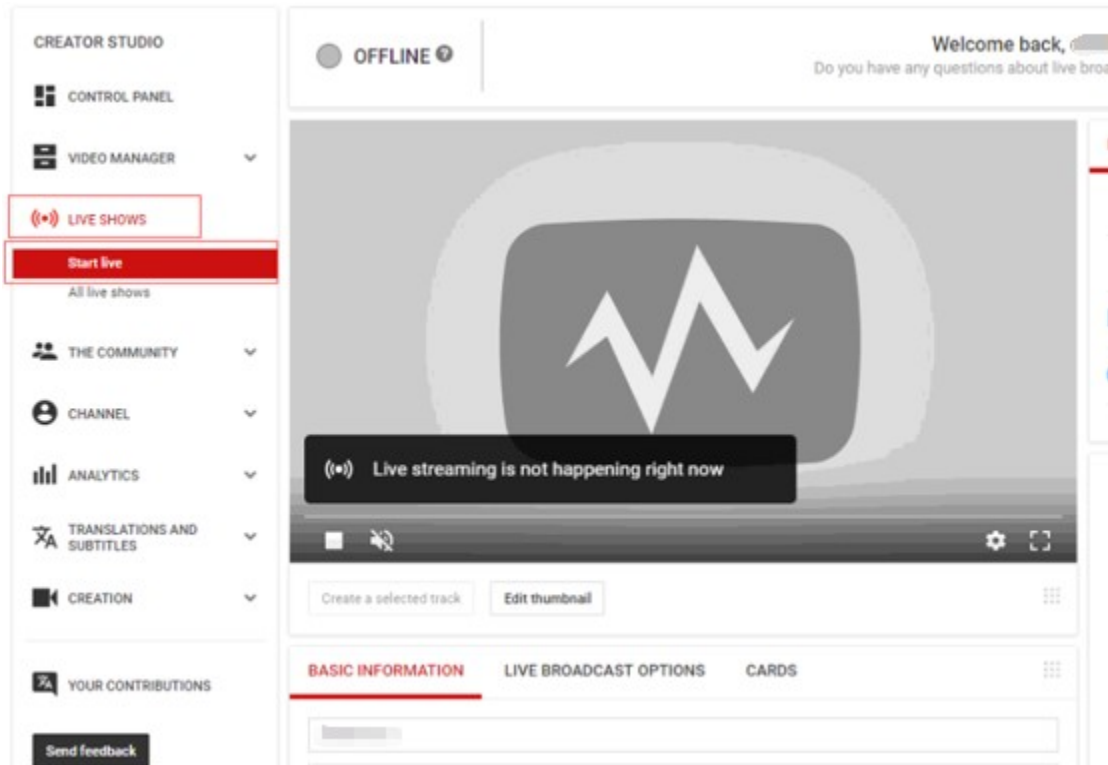 CREATOR STUDIO
CONTROL PANEL
VIDEO MANAGER
LIVE SHOWS
Start live
All live shows
THE COMMUNITY
CHANNEL
ANALYTICS
TRANSLATIONS AND
SUBTITLES
CREATION
YOUR CONTRIBUTIONS
Send feedback
OFFLINE ?
Welcome back,
Do you have any questions about live
Live streaming is not happening right now
Create a selected track
Edit thumbnail
BASIC INFORMATION
LIVE BROADCAST OPTIONS
CARDS